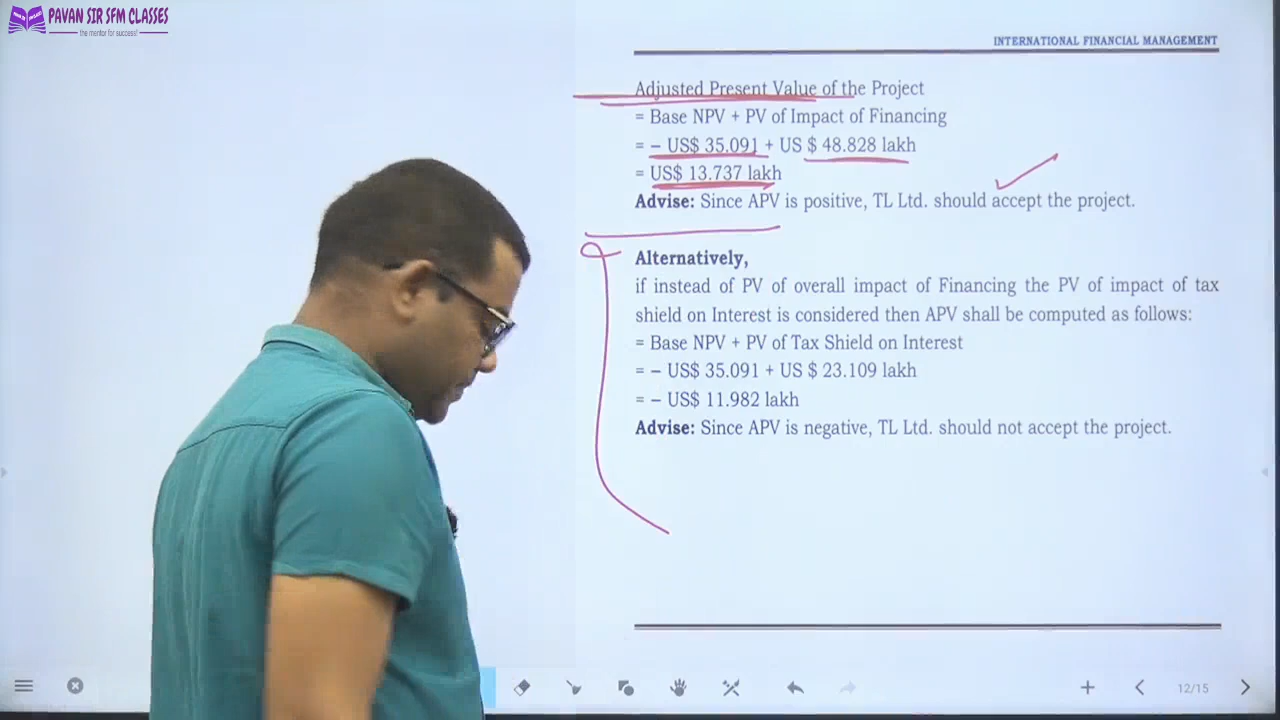 PAVAN SIR SFM CLASSES
the mentor for success!
INTERNATIONAL FINANCIAL MANAGEMENT
Adjusted Present Value of the Project
= Base NPV + PV of Impact of Financing
= – US$ 35.091 + US $ 48.828 lakh
= US$ 13.737 lakh
Advise: Since APV is positive, TL Ltd. should accept the project.
Alternatively,
if instead of PV of overall impact of Financing the PV of impact of tax
shield on Interest is considered then APV shall be computed as follows:
= Base NPV + PV of Tax Shield on Interest
= – US$ 35.091 + US $ 23.109 lakh
= – US$ 11.982 lakh
Advise: Since APV is negative, TL Ltd. should not accept the project.
12/15